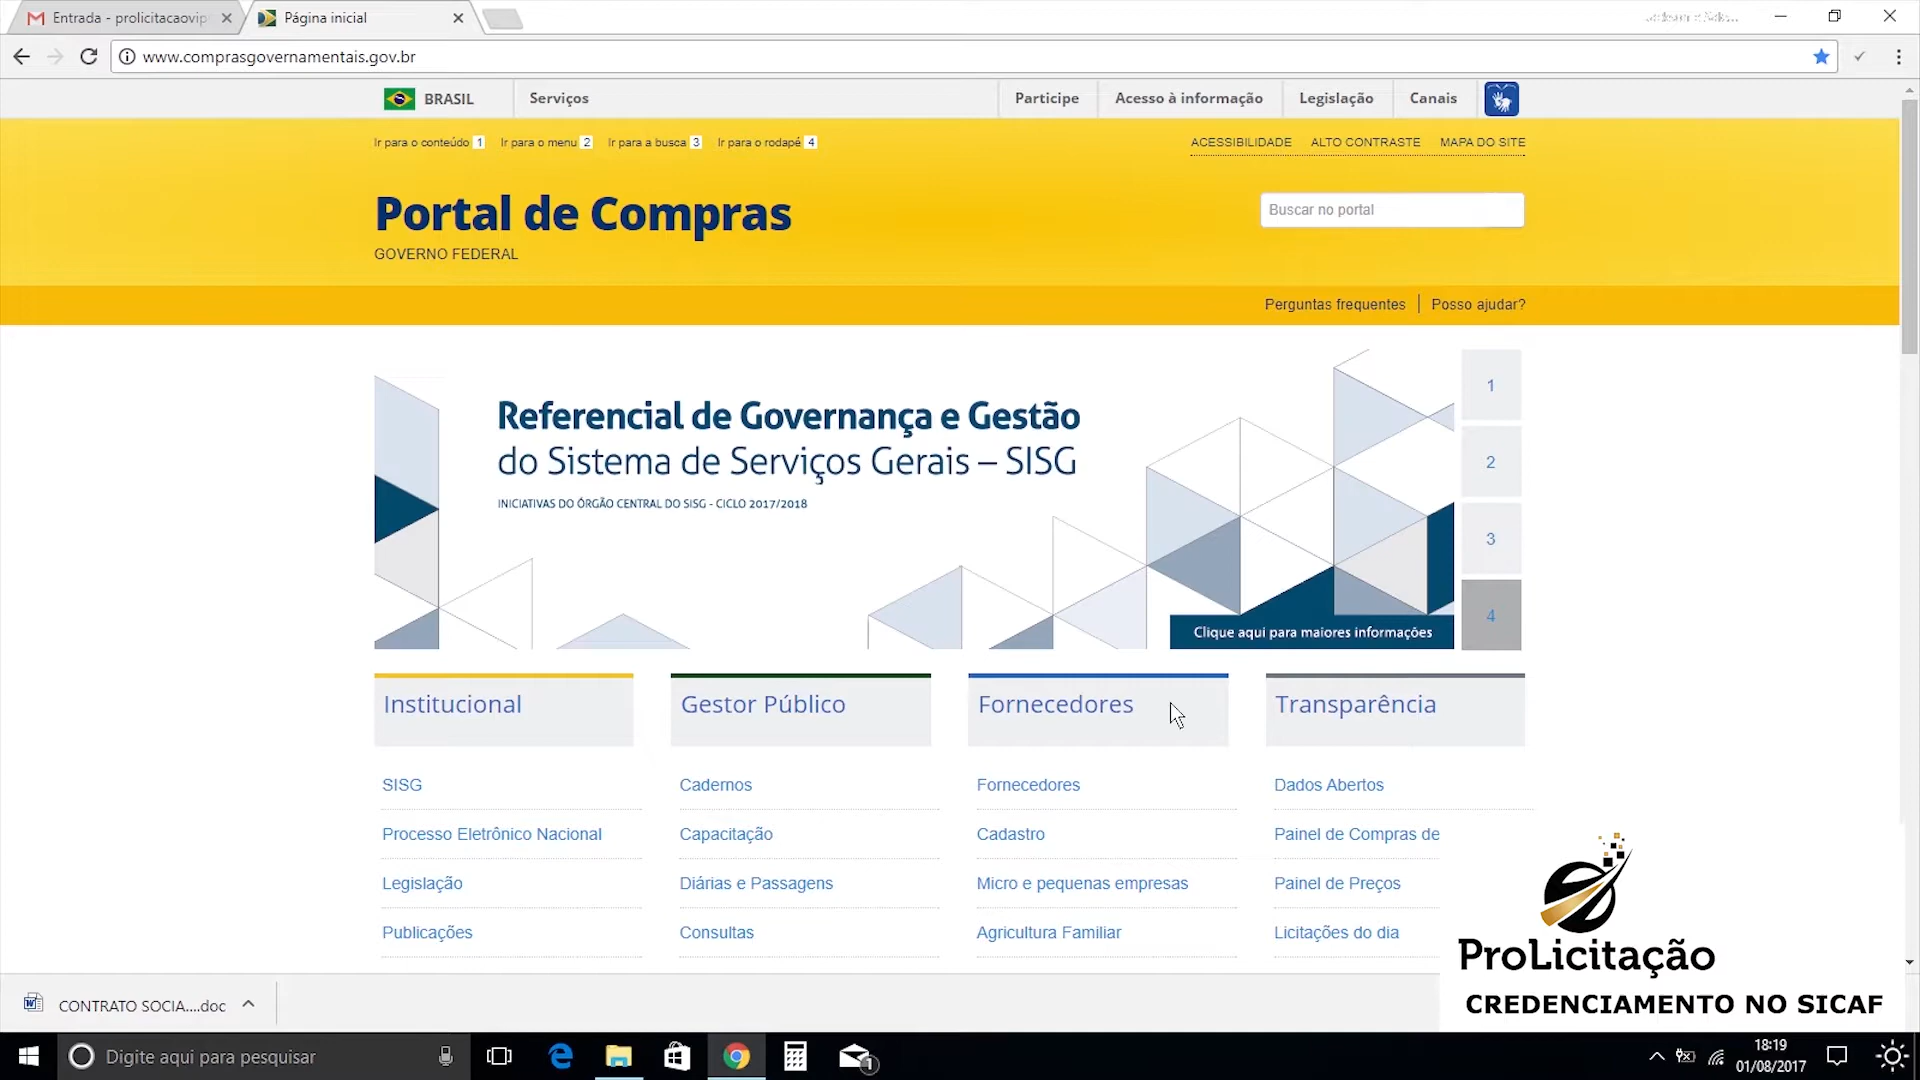 Entrada - prolicitacaovip
Página inicial
www.comprasgovernamentais.gov.br
BRASIL
Serviços
Participe
Acesso à informação
Legislação
Canais
Ir para o conteúdo 1
Ir para o menu 2
Ir para a busca 3
Ir para o rodapé 4
ACESSIBILIDADE
ALTO CONTRASTE
MAPA DO SITE
Portal de Compras
Buscar no portal
GOVERNO FEDERAL
Perguntas frequentes
Posso ajudar?
Referencial de Governança e Gestão
do Sistema de Serviços Gerais – SISG
INICIATIVAS DO ÓRGÃO CENTRAL DO SISG - CICLO 2017/2018
Clique aqui para maiores informações
1
2
3
4
Institucional
Gestor Público
Fornecedores
Transparência
SISG
Cadernos
Fornecedores
Dados Abertos
Processo Eletrônico Nacional
Capacitação
Cadastro
Painel de Compras de
Legislação
Diárias e Passagens
Micro e pequenas empresas
Painel de Preços
Publicações
Consultas
Agricultura Familiar
Licitações do dia
ProLicitação
CREDENCIAMENTO NO SICAF
CONTRATO SOCIA....doc
Digite aqui para pesquisar
1
18:19
01/08/2017